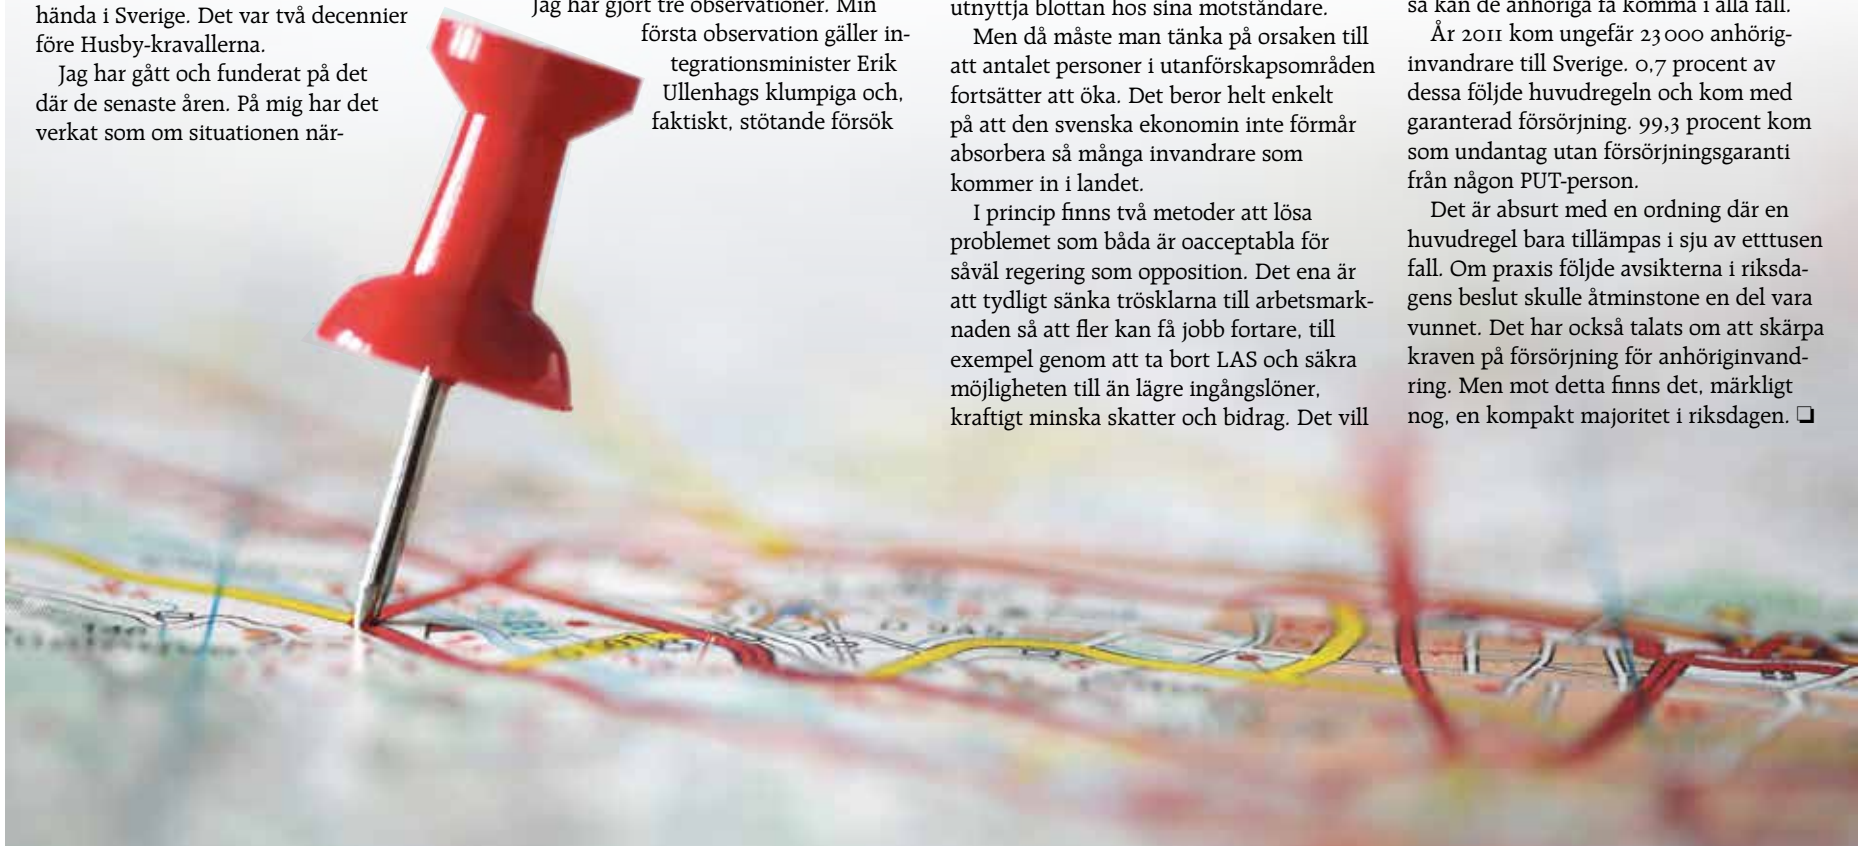 hända i Sverige. Det var två decennier
före Husby-kravallerna.
Jag har gått och funderat på det
där de senaste åren. På mig har det
verkat som om situationen när-
Jag har gjort tre observationer. Min
första observation gäller in-
tegrationsminister Erik
Ullenhags klumpiga och,
faktiskt, stötande försök
utnyttja blottan hos sina motståndare.
Men då måste man tänka på orsaken till
att antalet personer i utanförskapsområden
fortsätter att öka. Det beror helt enkelt
på att den svenska ekonomin inte förmår
absorbera så många invandrare som
kommer in i landet.
I princip finns två metoder att lösa
problemet som båda är oacceptabla för
såväl regering som opposition. Det ena är
att tydligt sänka trösklarna till arbetsmark-
naden så att fler kan få jobb fortare, till
exempel genom att ta bort LAS och säkra
möjligheten till än lägre ingångslöner,
kraftigt minska skatter och bidrag. Det vill
så kan de anhöriga få komma i alla fall.
År 2011 kom ungefär 23 000 anhörig-
invandrare till Sverige. 0,7 procent av
dessa följde huvudregeln och kom med
garanterad försörjning. 99,3 procent kom
som undantag utan försörjningsgaranti
från någon PUT-person.
Det är absurt med en ordning där en
huvudregel bara tillämpas i sju av etttusen
fall. Om praxis följde avsikterna i riksda-
gens beslut skulle åtminstone en del vara
vunnet. Det har också talats om att skärpa
kraven på försörjning för anhöriginvand-
ring. Men mot detta finns det, märkligt
nog, en kompakt majoritet i riksdagen. ❏